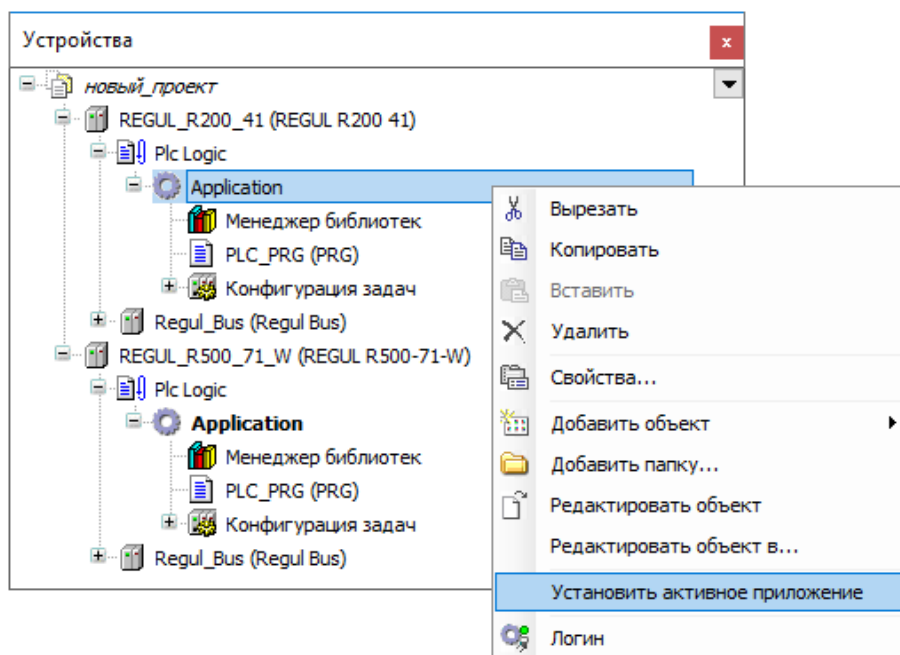 Устройства
новый_проект
REGUL_R200_41 (REGUL R200 41)
Plc Logic
Application
Менеджер библиотек
PLC_PRG (PRG)
Конфигурация задач
Regul_Bus (Regul Bus)
REGUL_R500_71_W (REGUL R500-71-W)
Plc Logic
Application
Менеджер библиотек
PLC_PRG (PRG)
Конфигурация задач
Regul_Bus (Regul Bus)
Вырезать
Копировать
Вставить
Удалить
Свойства...
Добавить объект
Добавить папку...
Редактировать объект
Редактировать объект в...
Установить активное приложение
Логин